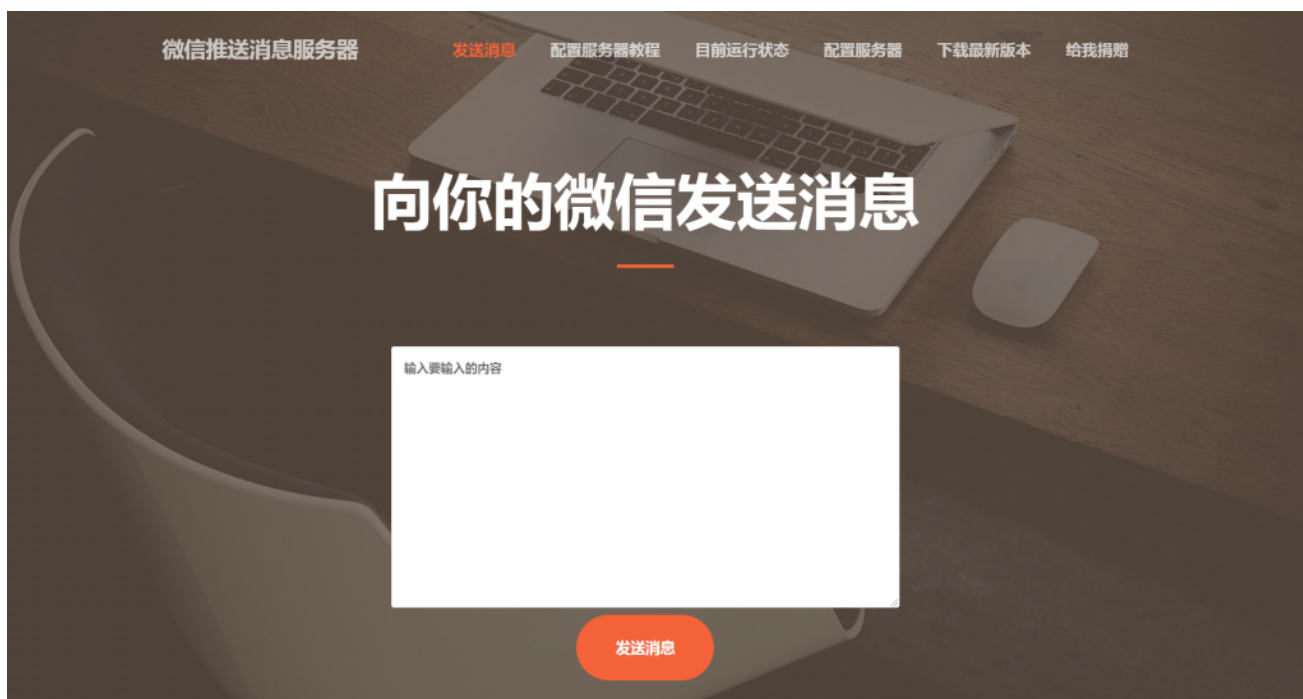 微信推送消息服务器 发送消息 配置服务器教程 目前运行状态 配置服务器 下载最新版本 给我捐赠
向你的微信发送消息
输入要输入的内容
发送消息